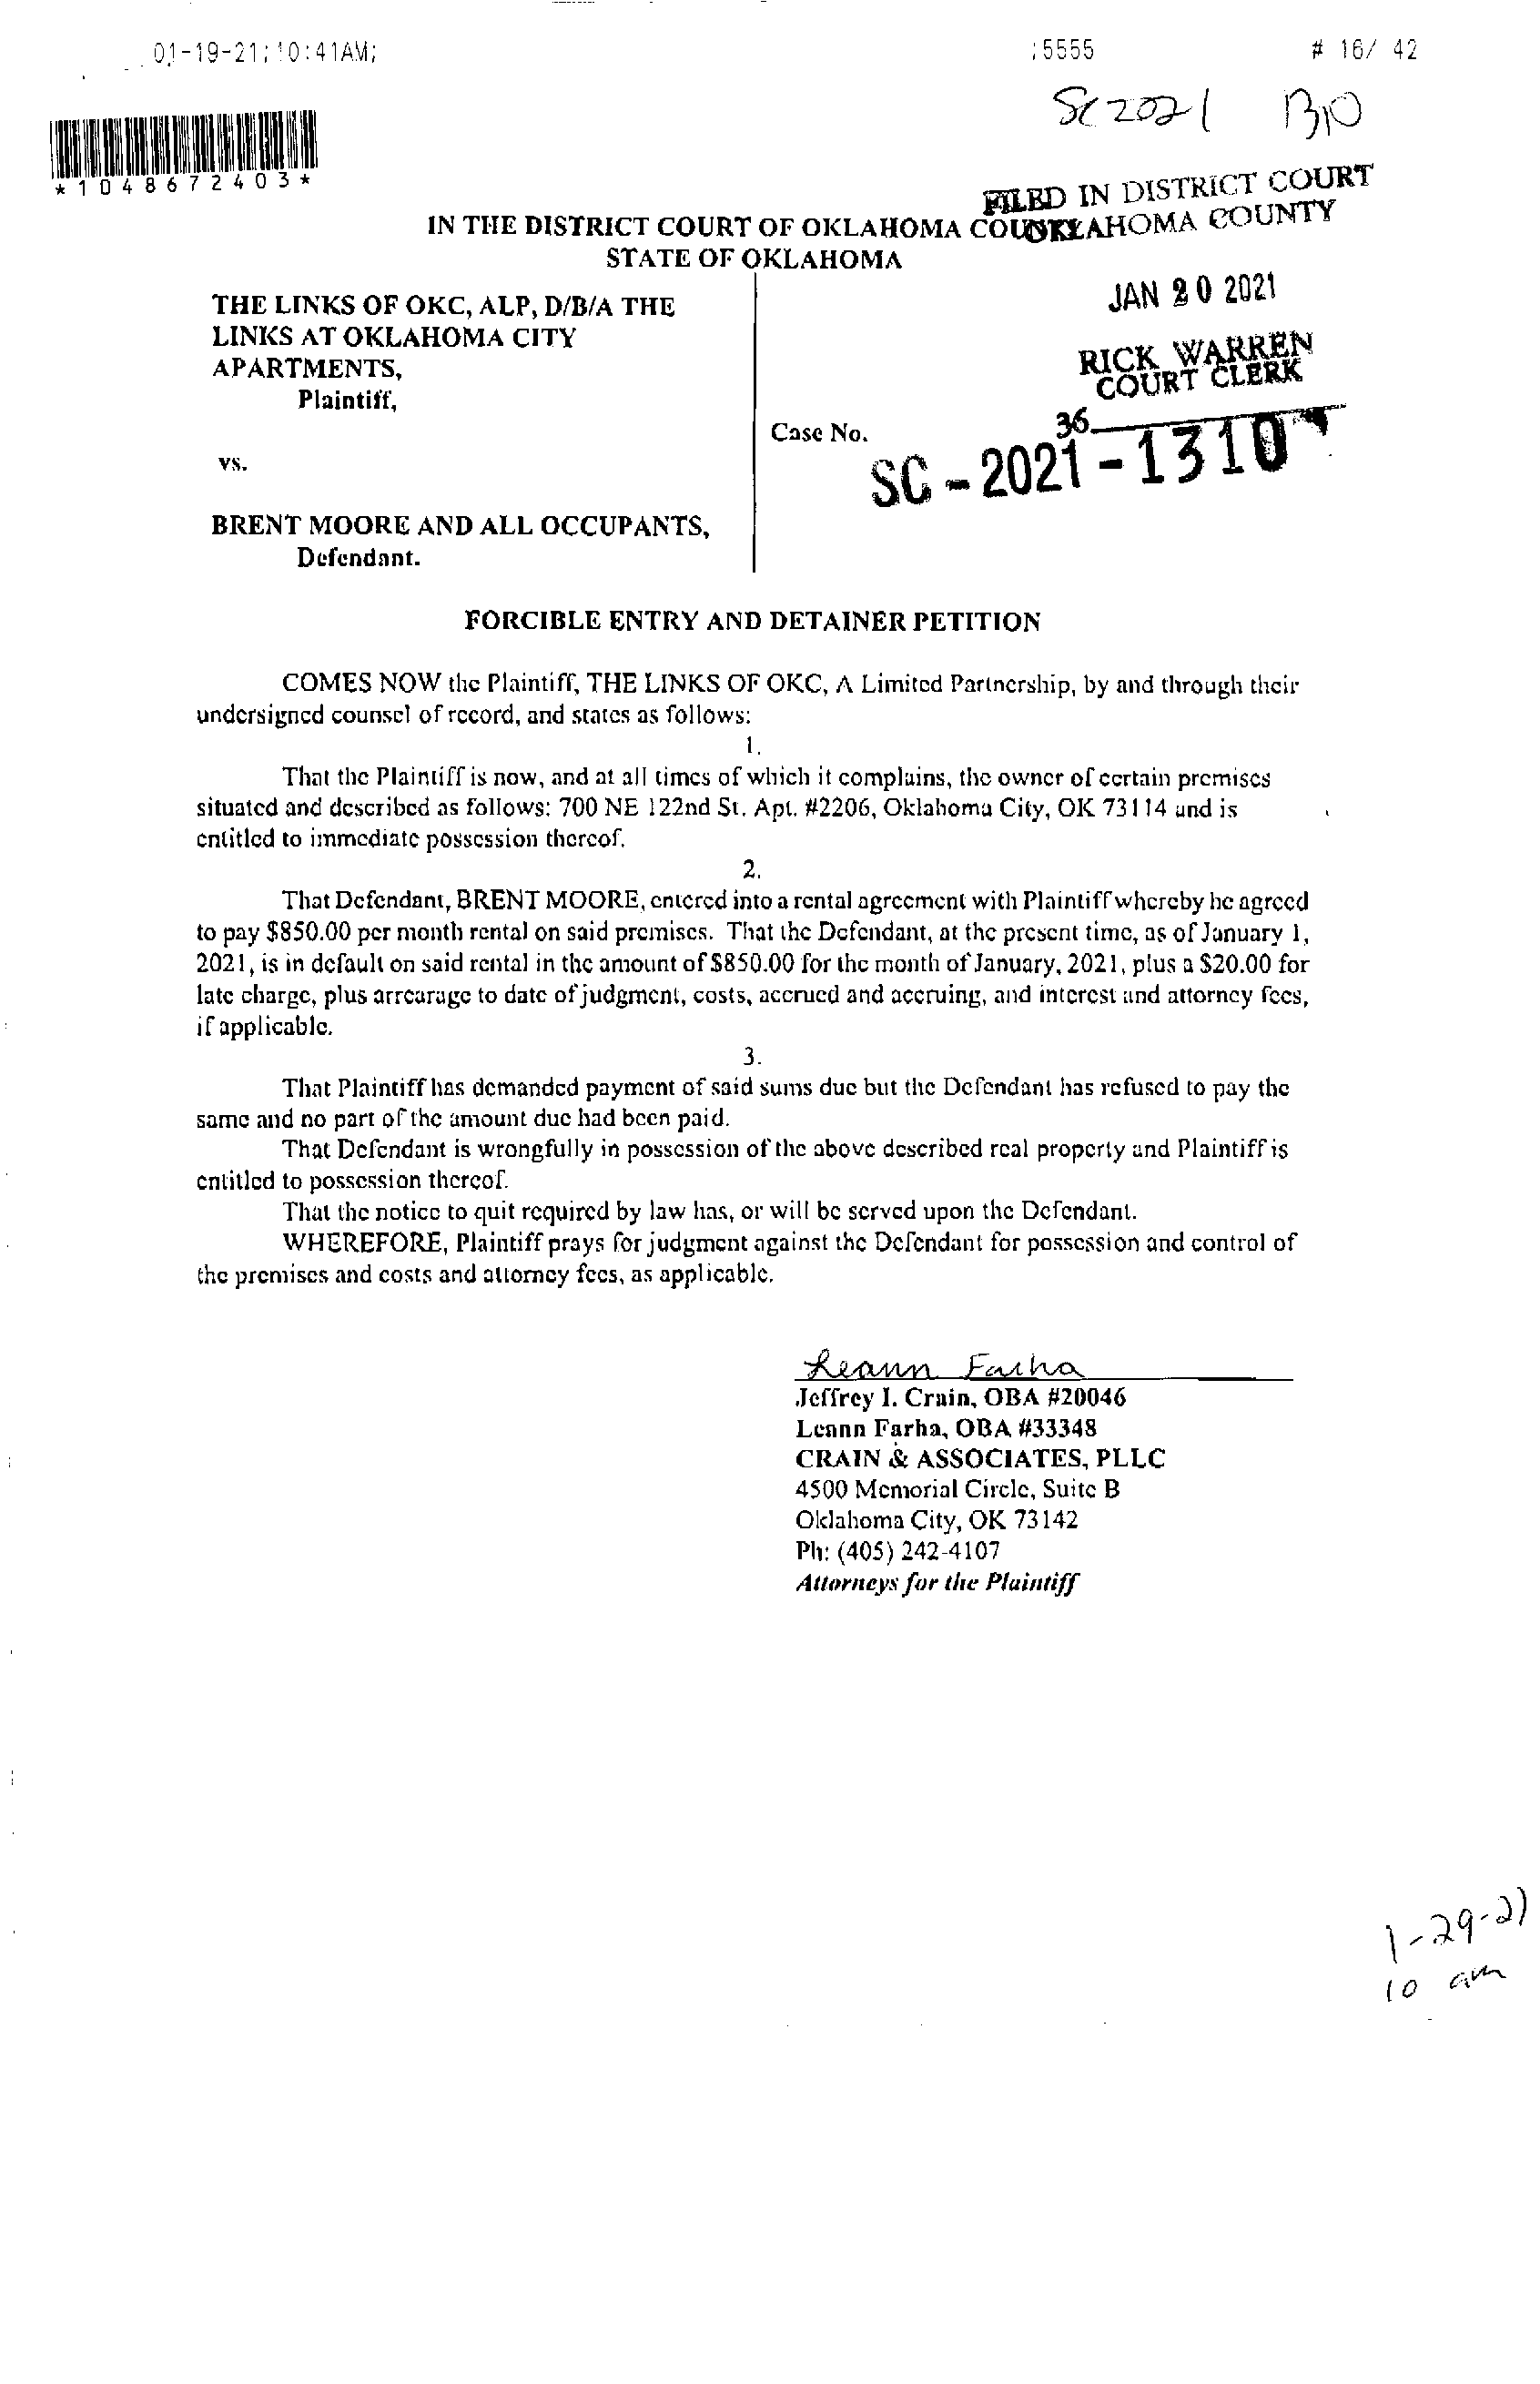 01-19-21;10:41AM; ;5555 # 16/ 42
SC 2021 1310
*1048672403*
FILED IN DISTRICT COURT
OKLAHOMA COUNTY
IN THE DISTRICT COURT OF OKLAHOMA COUNTY
STATE OF OKLAHOMA
JAN 20 2021
RICK WARREN
COURT CLERK
36
THE LINKS OF OKC, ALP, D/B/A THE
LINKS AT OKLAHOMA CITY
APARTMENTS,
Plaintiff,
vs.
BRENT MOORE AND ALL OCCUPANTS,
Defendant.
Case No.
SC-2021-1310
FORCIBLE ENTRY AND DETAINER PETITION
COMES NOW the Plaintiff, THE LINKS OF OKC, A Limited Partnership, by and through their
undersigned counsel of record, and states as follows:
1.
That the Plaintiff is now, and at all times of which it complains, the owner of certain premises
situated and described as follows: 700 NE 122nd St. Apt. #2206, Oklahoma City, OK 73114 and is
entitled to immediate possession thereof.
2.
That Defendant, BRENT MOORE, entered into a rental agreement with Plaintiff whereby he agreed
to pay $850.00 per month rental on said premises. That the Defendant, at the present time, as of January 1,
2021, is in default on said rental in the amount of $850.00 for the month of January, 2021, plus a $20.00 for
late charge, plus arrearage to date of judgment, costs, accrued and accruing, and interest and attorney fees,
if applicable.
3.
That Plaintiff has demanded payment of said sums due but the Defendant has refused to pay the
same and no part of the amount due had been paid.
That Defendant is wrongfully in possession of the above described real property and Plaintiff is
entitled to possession thereof.
That the notice to quit required by law has, or will be served upon the Defendant.
WHEREFORE, Plaintiff prays for judgment against the Defendant for possession and control of
the premises and costs and attorney fees, as applicable.
Leann Farha
Jeffrey I. Crain, OBA #20046
Leann Farha, OBA #33348
CRAIN & ASSOCIATES, PLLC
4500 Memorial Circle, Suite B
Oklahoma City, OK 73142
Ph: (405) 242-4107
Attorneys for the Plaintiff
1-29-21
10 am